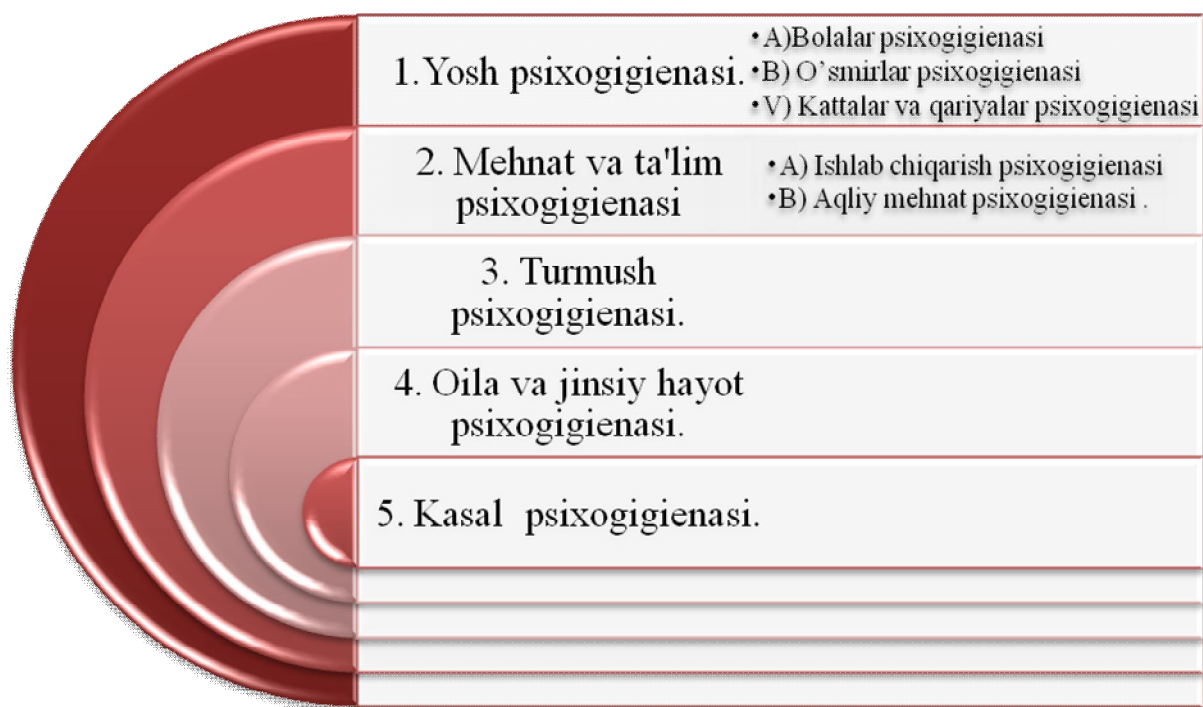 1. Yosh psixogigienasi.
•A)Bolalar psixogigienasi
•B) O’smirlar psixogigienasi
•V) Kattalar va qariyalar psixogigienasi
2. Mehnat va ta'lim
psixogigienasi
•A) Ishlab chiqarish psixogigienasi
•B) Aqliy mehnat psixogigienasi .
3. Turmush
psixogigienasi.
4. Oila va jinsiy hayot
psixogigienasi.
5. Kasal psixogigienasi.